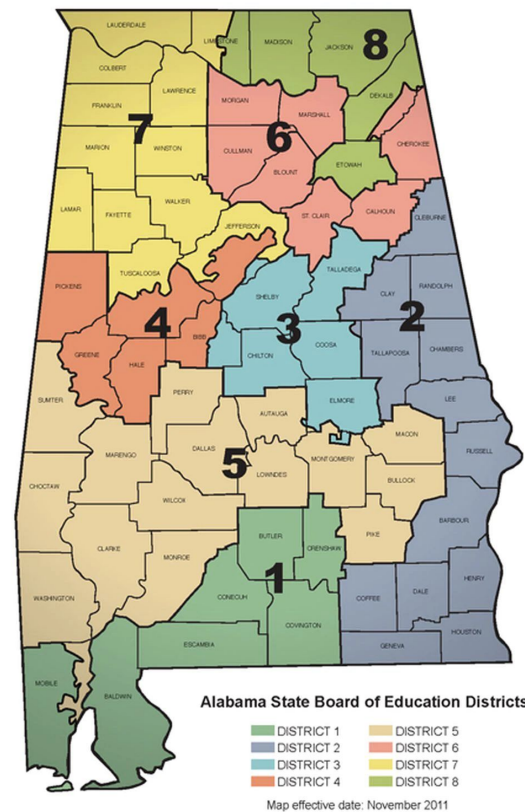 LAUDERDALE
LIMESTONE
MADISON
JACKSON
8
COLBERT
LAWRENCE
DEKALB
FRANKLIN
MORGAN
MARSHALL
7
6
CHEROKEE
MARION
WINSTON
CULLMAN
ETOWAH
BLOUNT
WALKER
LAMAR
FAYETTE
ST. CLAIR
CALHOUN
CLEBURNE
JEFFERSON
TUSCALOOSA
TALLADEGA
PICKENS
SHELBY
CLAY
RANDOLPH
4
3
2
BIBB
GREENE
HALE
CHILTON
COOSA
TALLAPOOSA
CHAMBERS
PERRY
ELMORE
LEE
SUMTER
AUTAUGA
MACON
DALLAS
RUSSELL
MARENGO
5
MONTGOMERY
LOWNDES
BULLOCK
CHOCTAW
WILCOX
BARBOUR
BUTLER
PIKE
CLARKE
CRENSHAW
MONROE
1
HENRY
CONECUH
COFFEE
DALE
WASHINGTON
COVINGTON
HOUSTON
ESCAMBIA
GENEVA
MOBILE
BALDWIN
Alabama State Board of Education Districts
DISTRICT 1
DISTRICT 5
DISTRICT 2
DISTRICT 6
DISTRICT 3
DISTRICT 7
DISTRICT 4
DISTRICT 8
Map effective date: November 2011